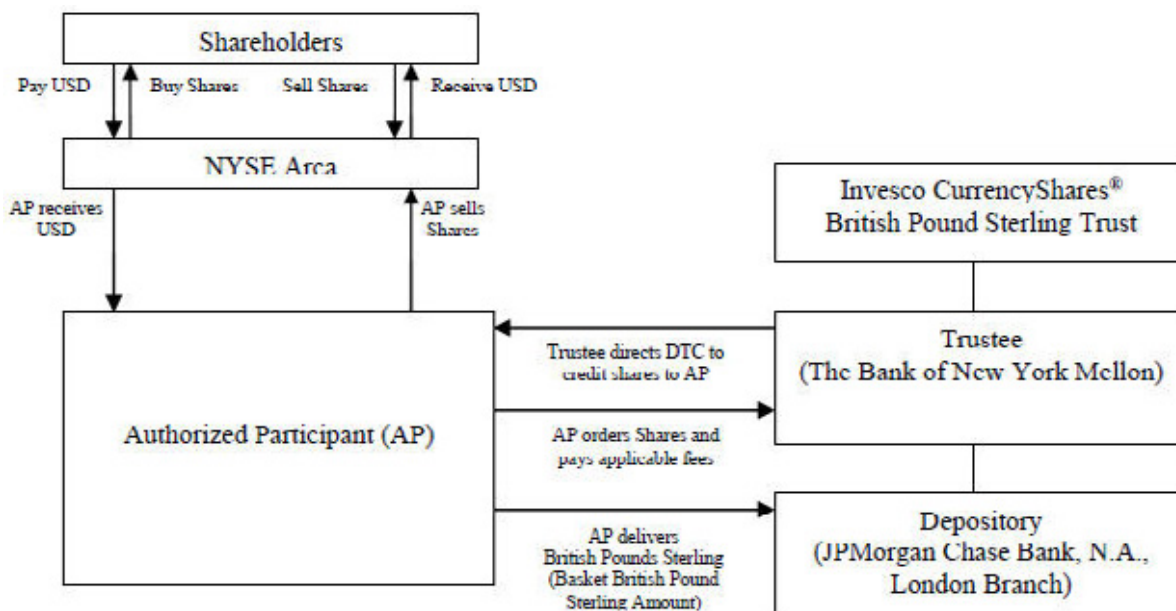 Shareholders
Pay USD
Buy Shares
Sell Shares
Receive USD
NYSE Arca
AP receives
USD
AP sells
Shares
Invesco CurrencyShares®
British Pound Sterling Trust
Trustee directs DTC to
credit shares to AP
Trustee
(The Bank of New York Mellon)
Authorized Participant (AP)
AP orders Shares and
pays applicable fees
AP delivers
British Pounds Sterling
(Basket British Pound
Sterling Amount)
Depository
(JPMorgan Chase Bank, N.A.,
London Branch)